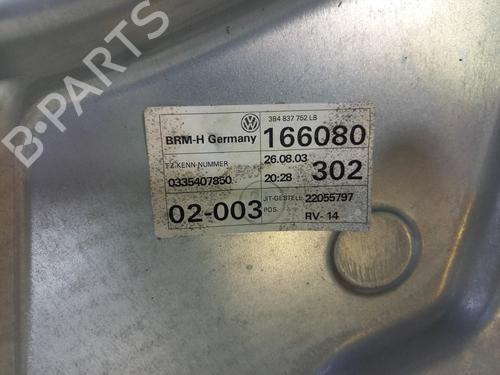 3B4 837 752 LB
BRM-H Germany
166080
FZ-KENN-NUMMER
26.08.03
0335407850
20:28
302
02-003
JIT-GESTELL
22055797
POS.
RV- 14
B-PARTS